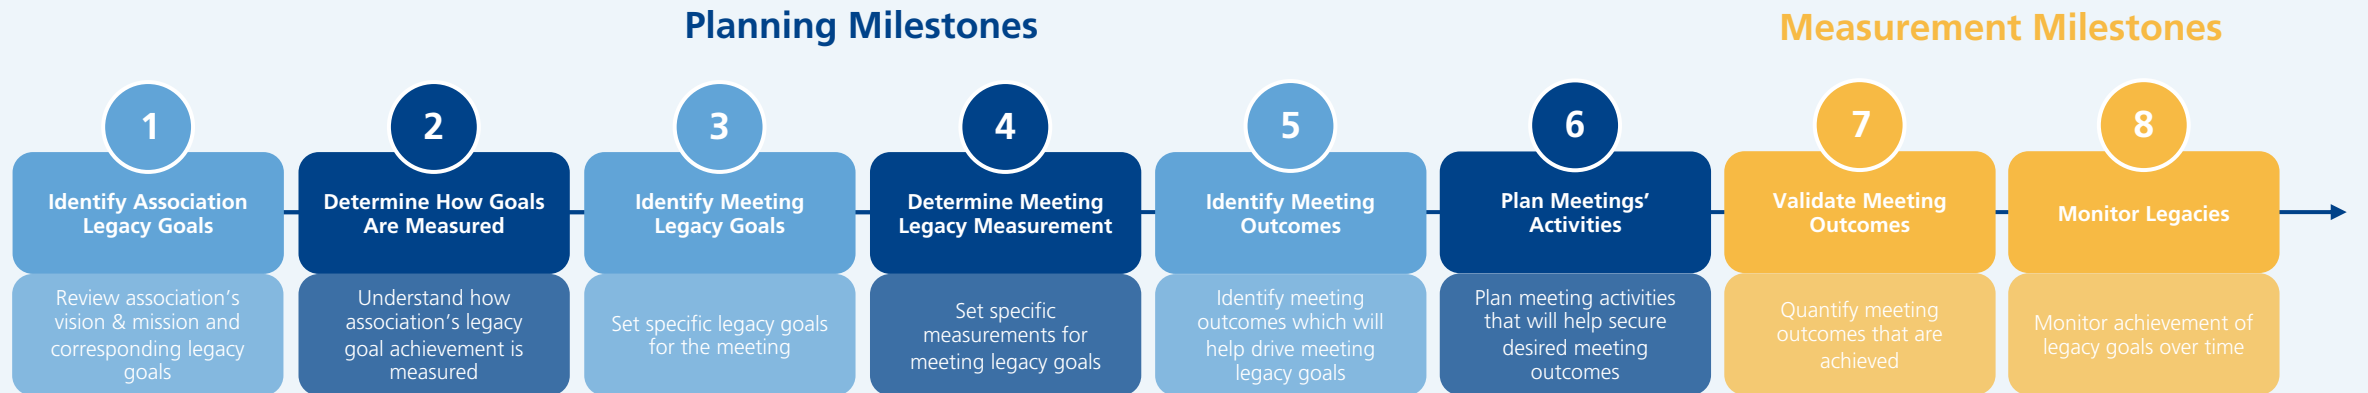 Planning Milestones
Measurement Milestones
1
Identify Association
Legacy Goals
Review association’s
vision & mission and
corresponding legacy
goals
2
Determine How Goals
Are Measured
Understand how
association’s legacy
goal achievement is
measured
3
Identify Meeting
Legacy Goals
Set specific legacy goals
for the meeting
4
Determine Meeting
Legacy Measurement
Set specific
measurements for
meeting legacy goals
5
Identify Meeting
Outcomes
Identify meeting
outcomes which will
help drive meeting
legacy goals
6
Plan Meetings’
Activities
Plan meeting activities
that will help secure
desired meeting
outcomes
7
Validate Meeting
Outcomes
Quantify meeting
outcomes that are
achieved
8
Monitor Legacies
Monitor achievement of
legacy goals over time